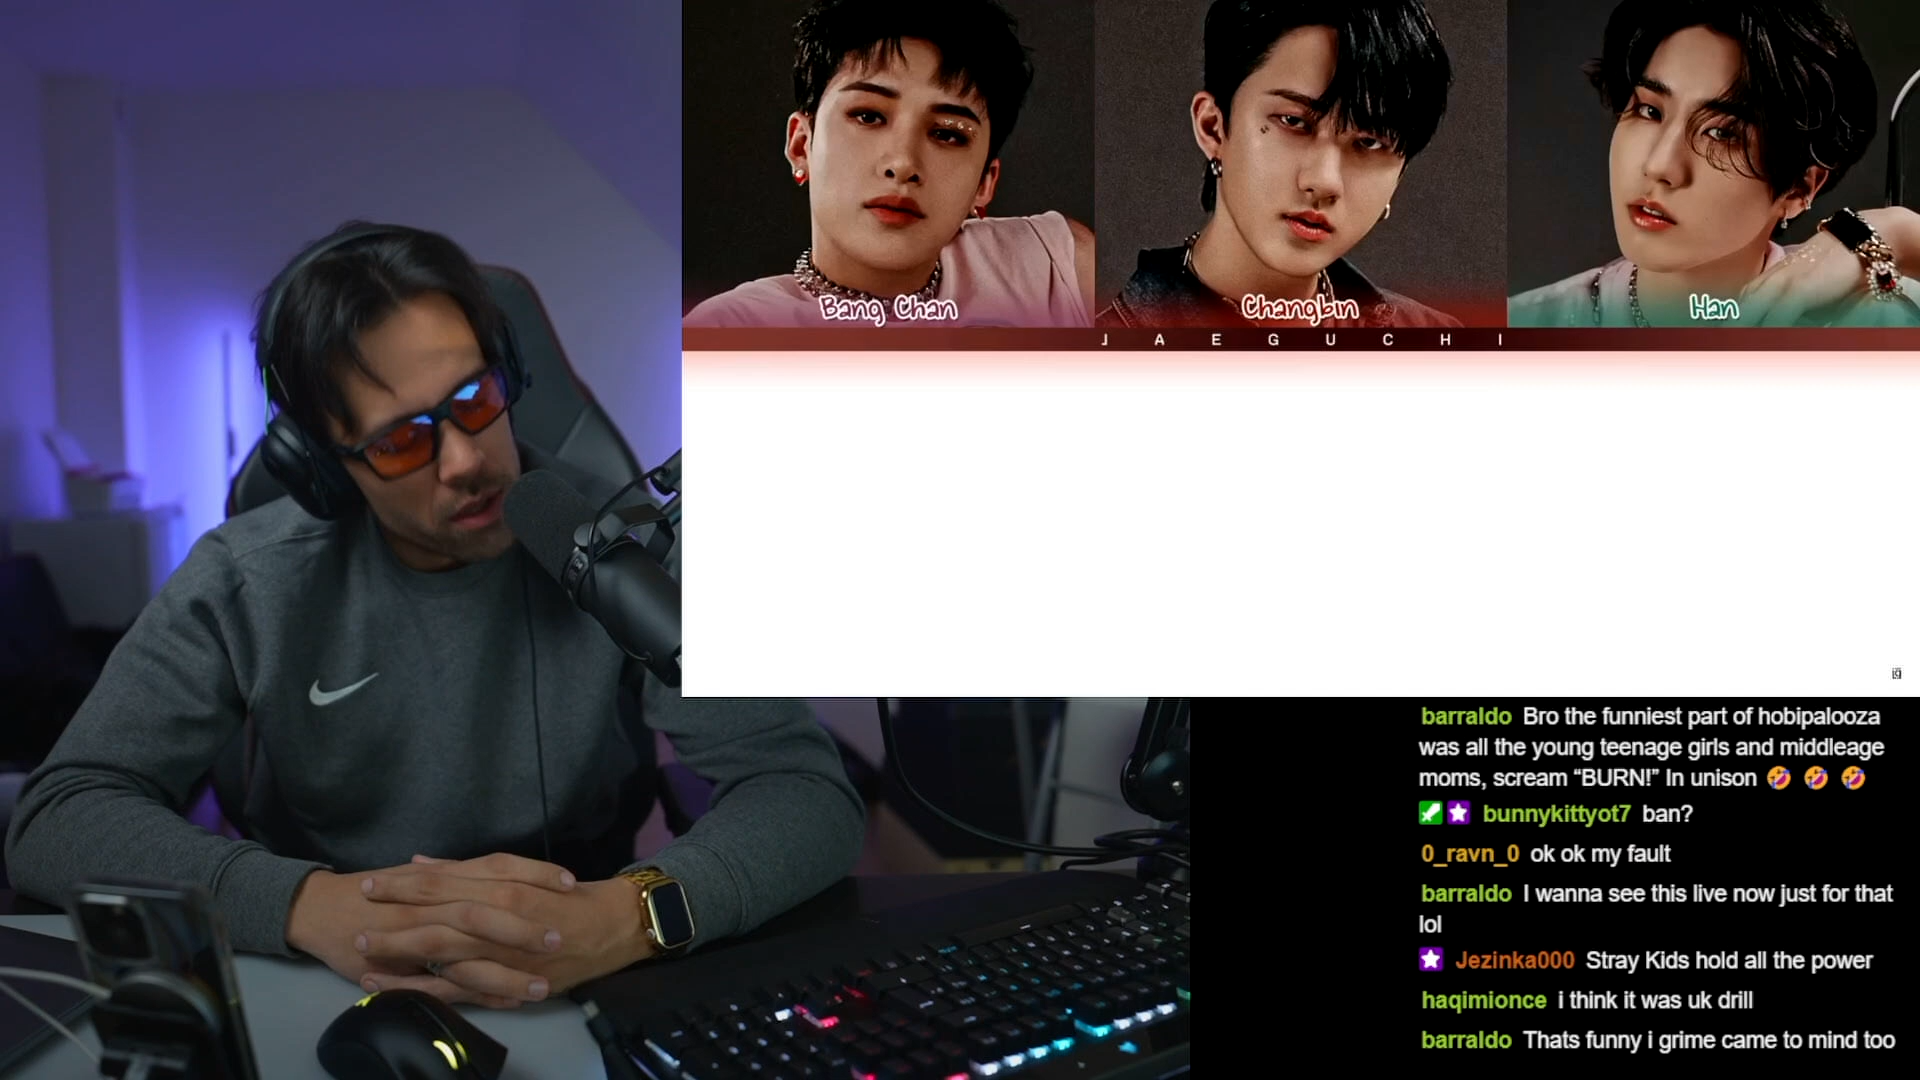 Bang Chan
Changbin
Han
JAEGUCHI
barraldo Bro the funniest part of hobipalooza
was all the young teenage girls and middleage
moms, scream “BURN!” In unison 🤣 🤣 🤣
bunnykittyot7 ban?
0_ravn_0 ok ok my fault
barraldo I wanna see this live now just for that
lol
Jezinka000 Stray Kids hold all the power
haqimionce i think it was uk drill
barraldo Thats funny i grime came to mind too